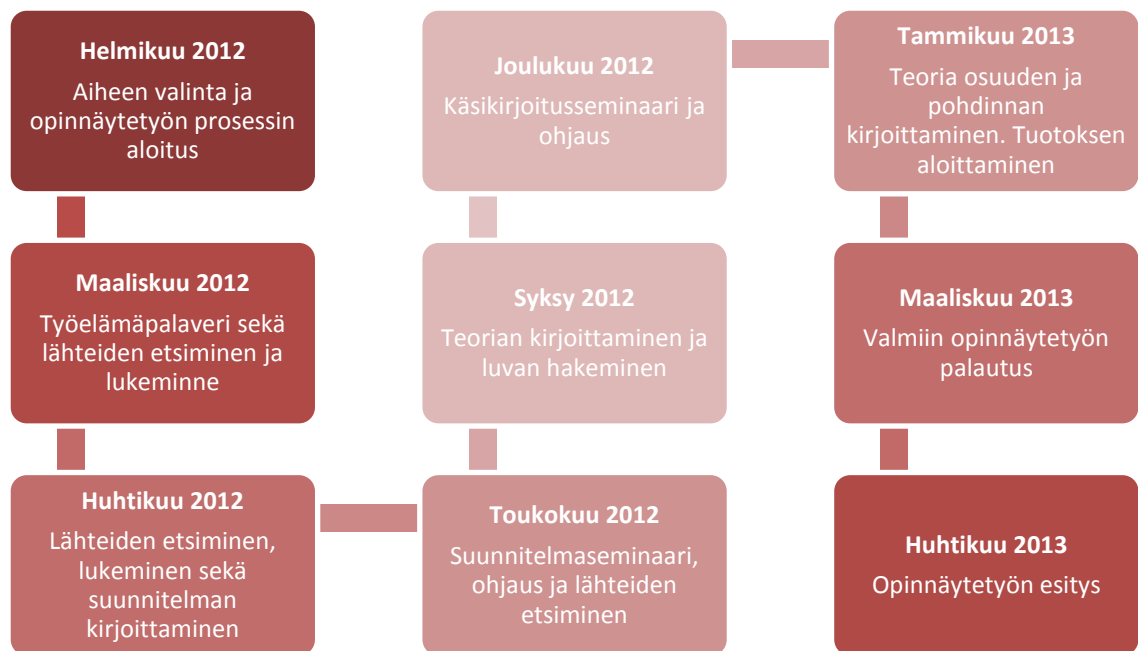 Helmikuu 2012
Aiheen valinta ja
opinnäytetyön prosessin
aloitus
Maaliskuu 2012
Työelämäpalaveri sekä
lähteiden etsiminen ja
lukeminne
Huhtikuu 2012
Lähteiden etsiminen,
lukeminen sekä
suunnitelman
kirjoittaminen
Toukokuu 2012
Suunnitelmaseminaari,
ohjaus ja lähteiden
etsiminen
Syksy 2012
Teorian kirjoittaminen ja
luvan hakeminen
Joulukuu 2012
Käsikirjoitusseminaari ja
ohjaus
Tammikuu 2013
Teoria osuuden ja
pohdinnan
kirjoittaminen. Tuotoksen
aloittaminen
Maaliskuu 2013
Valmiin opinnäytetyön
palautus
Huhtikuu 2013
Opinnäytetyön esitys